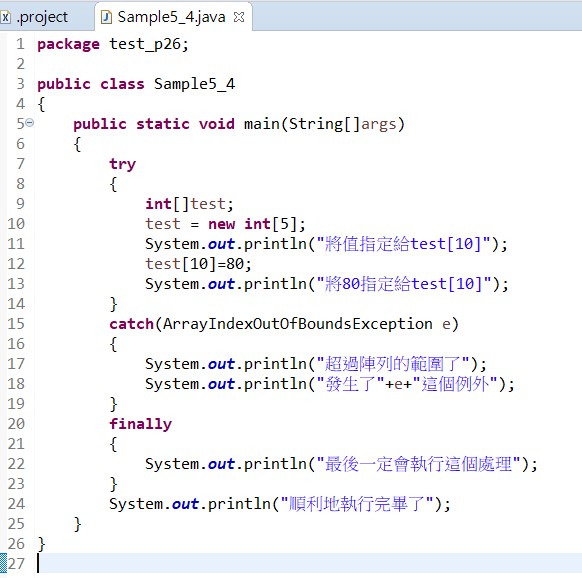 .project
Sample5_4.java
1 package test_p26;
2
3 public class Sample5_4
4 {
5     public static void main(String[]args)
6     {
7         try
8         {
9             int[]test;
10             test = new int[5];
11             System.out.println("將值指定給test[10]");
12             test[10]=80;
13             System.out.println("將80指定給test[10]");
14         }
15         catch(ArrayIndexOutOfBoundsException e)
16         {
17             System.out.println("超過陣列的範圍了");
18             System.out.println("發生了"+e+"這個例外");
19         }
20         finally
21         {
22             System.out.println("最後一定會執行這個處理");
23         }
24         System.out.println("順利地執行完畢了");
25     }
26 }
27